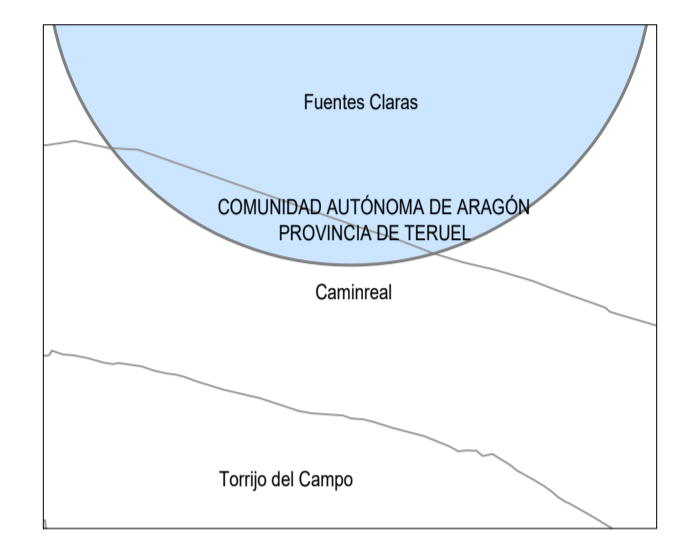 Fuentes Claras
COMUNIDAD AUTÓNOMA DE ARAGÓN
PROVINCIA DE TERUEL
Caminreal
Torrijo del Campo